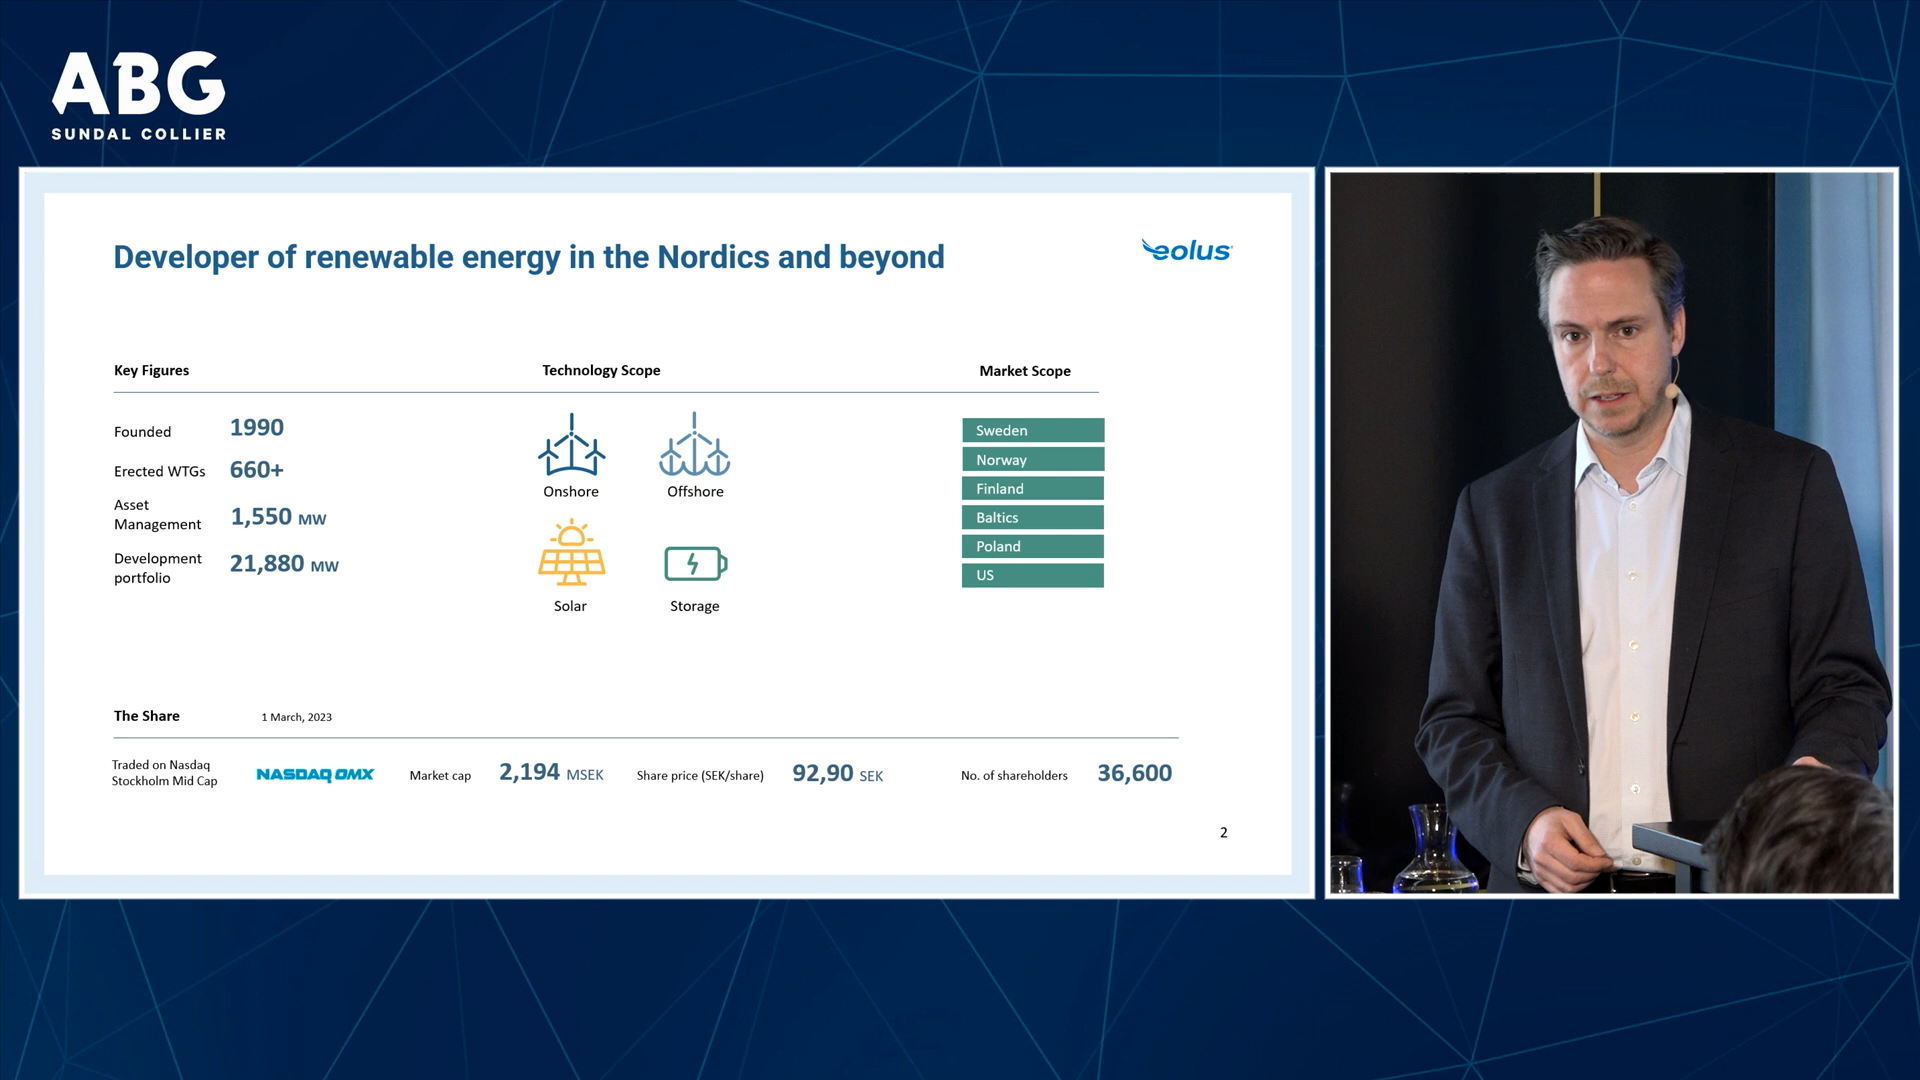 ABG
SUNDAL COLLIER
Developer of renewable energy in the Nordics and beyond
eolus
Key Figures
Technology Scope
Market Scope
Founded 1990
Erected WTGs 660+
Asset
Management 1,550 MW
Development
portfolio 21,880 MW
Onshore
Offshore
Solar
Storage
Sweden
Norway
Finland
Baltics
Poland
US
The Share 1 March, 2023
Traded on Nasdaq
Stockholm Mid Cap
NASDAQ OMX
Market cap 2,194 MSEK
Share price (SEK/share) 92,90 SEK
No. of shareholders 36,600
2